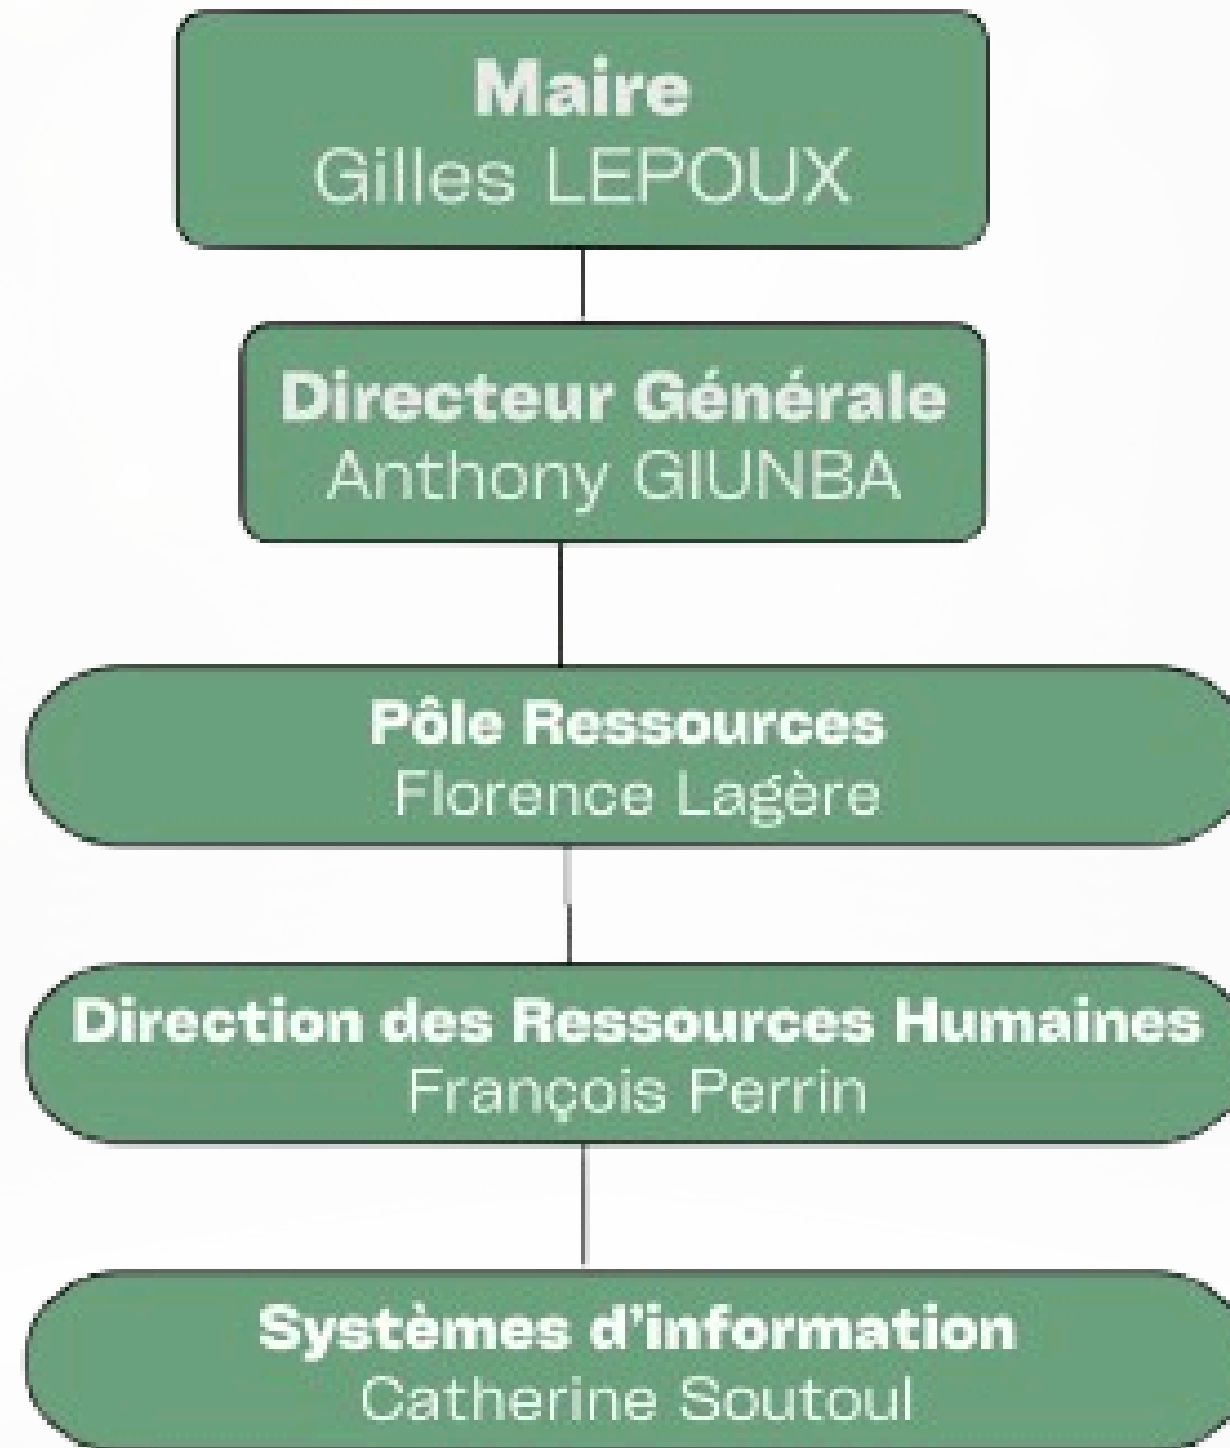 Maire
Gilles LEPOUX
Directeur Générale
Anthony GIUNBA
Pôle Ressources
Florence Lagère
Direction des Ressources Humaines
François Perrin
Systèmes d'information
Catherine Soutoul